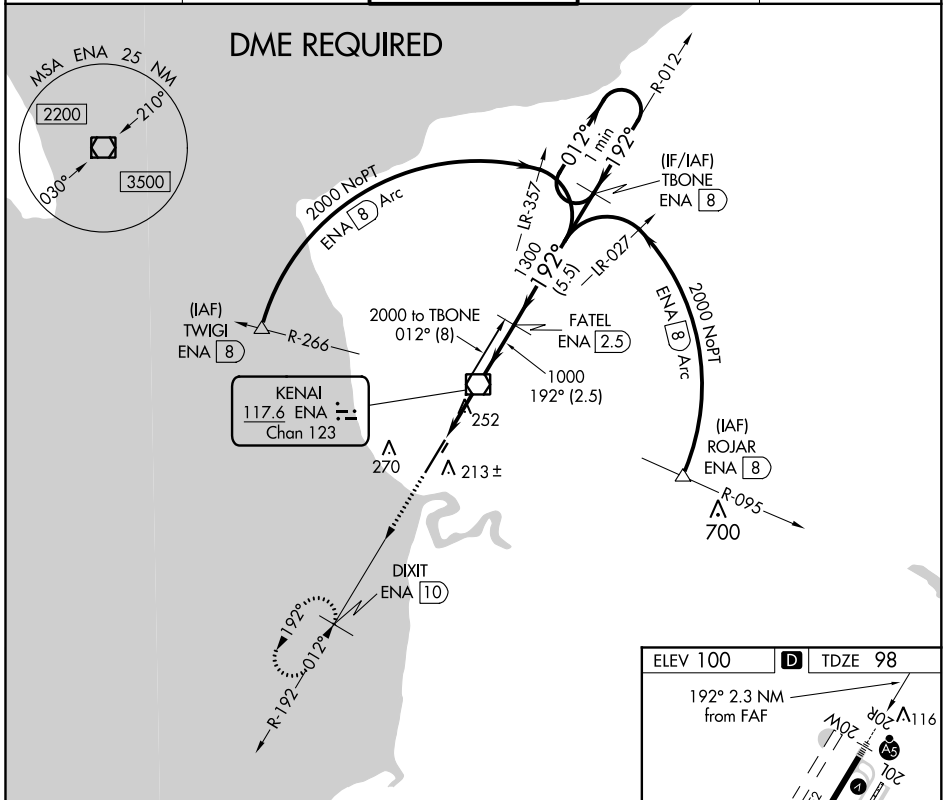 DME REQUIRED
MSA ENA 25 NM
2200
210°
030°
3500
R-012
012°
1 min
192°
(IF/IAF)
TBONE
ENA 8
2000 NoPT
ENA 8 Arc
LR-357
1300
192°
(5.5)
LR-027
2000 NoPT
ENA 8 Arc
(IAF)
TWIGI
ENA 8
R-266
2000 to TBONE
012° (8)
FATEL
ENA 2.5
1000
192° (2.5)
KENAI
117.6 ENA
Chan 123
252
270
213 ±
(IAF)
ROJAR
ENA 8
R-095
700
DIXIT
ENA 10
192°
012°
R-192
ELEV 100 D TDZE 98
192° 2.3 NM
from FAF
20W
20R
116
A5
20L